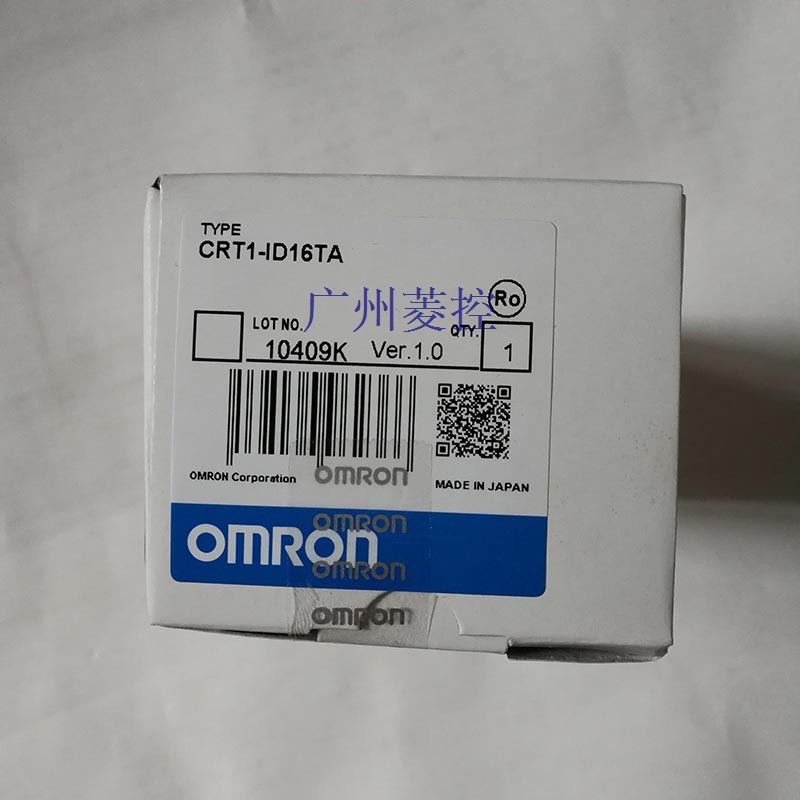 TYPE
CRT1-ID16TA
Ro
广州菱控
LOT NO.
QTY.
10409K Ver.1.0 1
OMRON Corporation
OMRON
MADE IN JAPAN
OMRON
OMRON
OMRON
OMRON